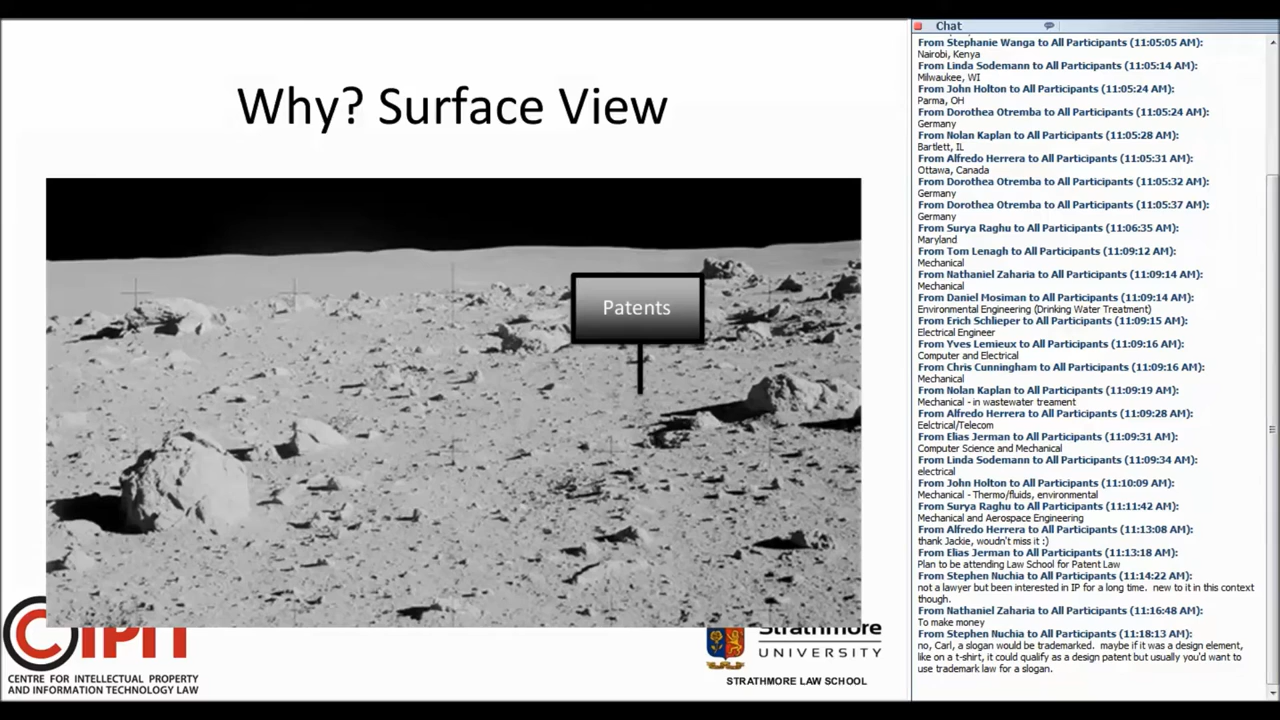 Why? Surface View
Patents
CIPIT
CENTRE FOR INTELLECTUAL PROPERTY
AND INFORMATION TECHNOLOGY LAW
Strathmore
UNIVERSITY
STRATHMORE LAW SCHOOL
Chat
From Stephanie Wanga to All Participants (11:05:05 AM):
Nairobi, Kenya
From Linda Sodemann to All Participants (11:05:14 AM):
Milwaukee, WI
From John Holton to All Participants (11:05:24 AM):
Parma, OH
From Dorothea Otremba to All Participants (11:05:24 AM):
Germany
From Nolan Kaplan to All Participants (11:05:28 AM):
Bartlett, IL
From Alfredo Herrera to All Participants (11:05:31 AM):
Ottawa, Canada
From Dorothea Otremba to All Participants (11:05:32 AM):
Germany
From Dorothea Otremba to All Participants (11:05:37 AM):
Germany
From Surya Raghu to All Participants (11:06:35 AM):
Maryland
From Tom Lenagh to All Participants (11:09:12 AM):
Mechanical
From Nathaniel Zaharia to All Participants (11:09:14 AM):
Mechanical
From Daniel Mosiman to All Participants (11:09:14 AM):
Environmental Engineering (Drinking Water Treatment)
From Erich Schlieper to All Participants (11:09:15 AM):
Electrical Engineer
From Yves Lemieux to All Participants (11:09:16 AM):
Computer and Electrical
From Chris Cunningham to All Participants (11:09:16 AM):
Mechanical
From Nolan Kaplan to All Participants (11:09:19 AM):
Mechanical - in wastewater treament
From Alfredo Herrera to All Participants (11:09:28 AM):
Eelctrical/Telecom
From Elias Jerman to All Participants (11:09:31 AM):
Computer Science and Mechanical
From Linda Sodemann to All Participants (11:09:34 AM):
electrical
From John Holton to All Participants (11:10:09 AM):
Mechanical - Thermo/fluids, environmental
From Surya Raghu to All Participants (11:11:42 AM):
Mechanical and Aerospace Engineering
From Alfredo Herrera to All Participants (11:13:08 AM):
thank Jackie, woudn't miss it :)
From Elias Jerman to All Participants (11:13:18 AM):
Plan to be attending Law School for Patent Law
From Stephen Nuchia to All Participants (11:14:22 AM):
not a lawyer but been interested in IP for a long time.  new to it in this context
though.
From Nathaniel Zaharia to All Participants (11:16:48 AM):
To make money
From Stephen Nuchia to All Participants (11:18:13 AM):
no, Carl, a slogan would be trademarked.  maybe if it was a design element,
like on a t-shirt, it could qualify as a design patent but usually you'd want to
use trademark law for a slogan.